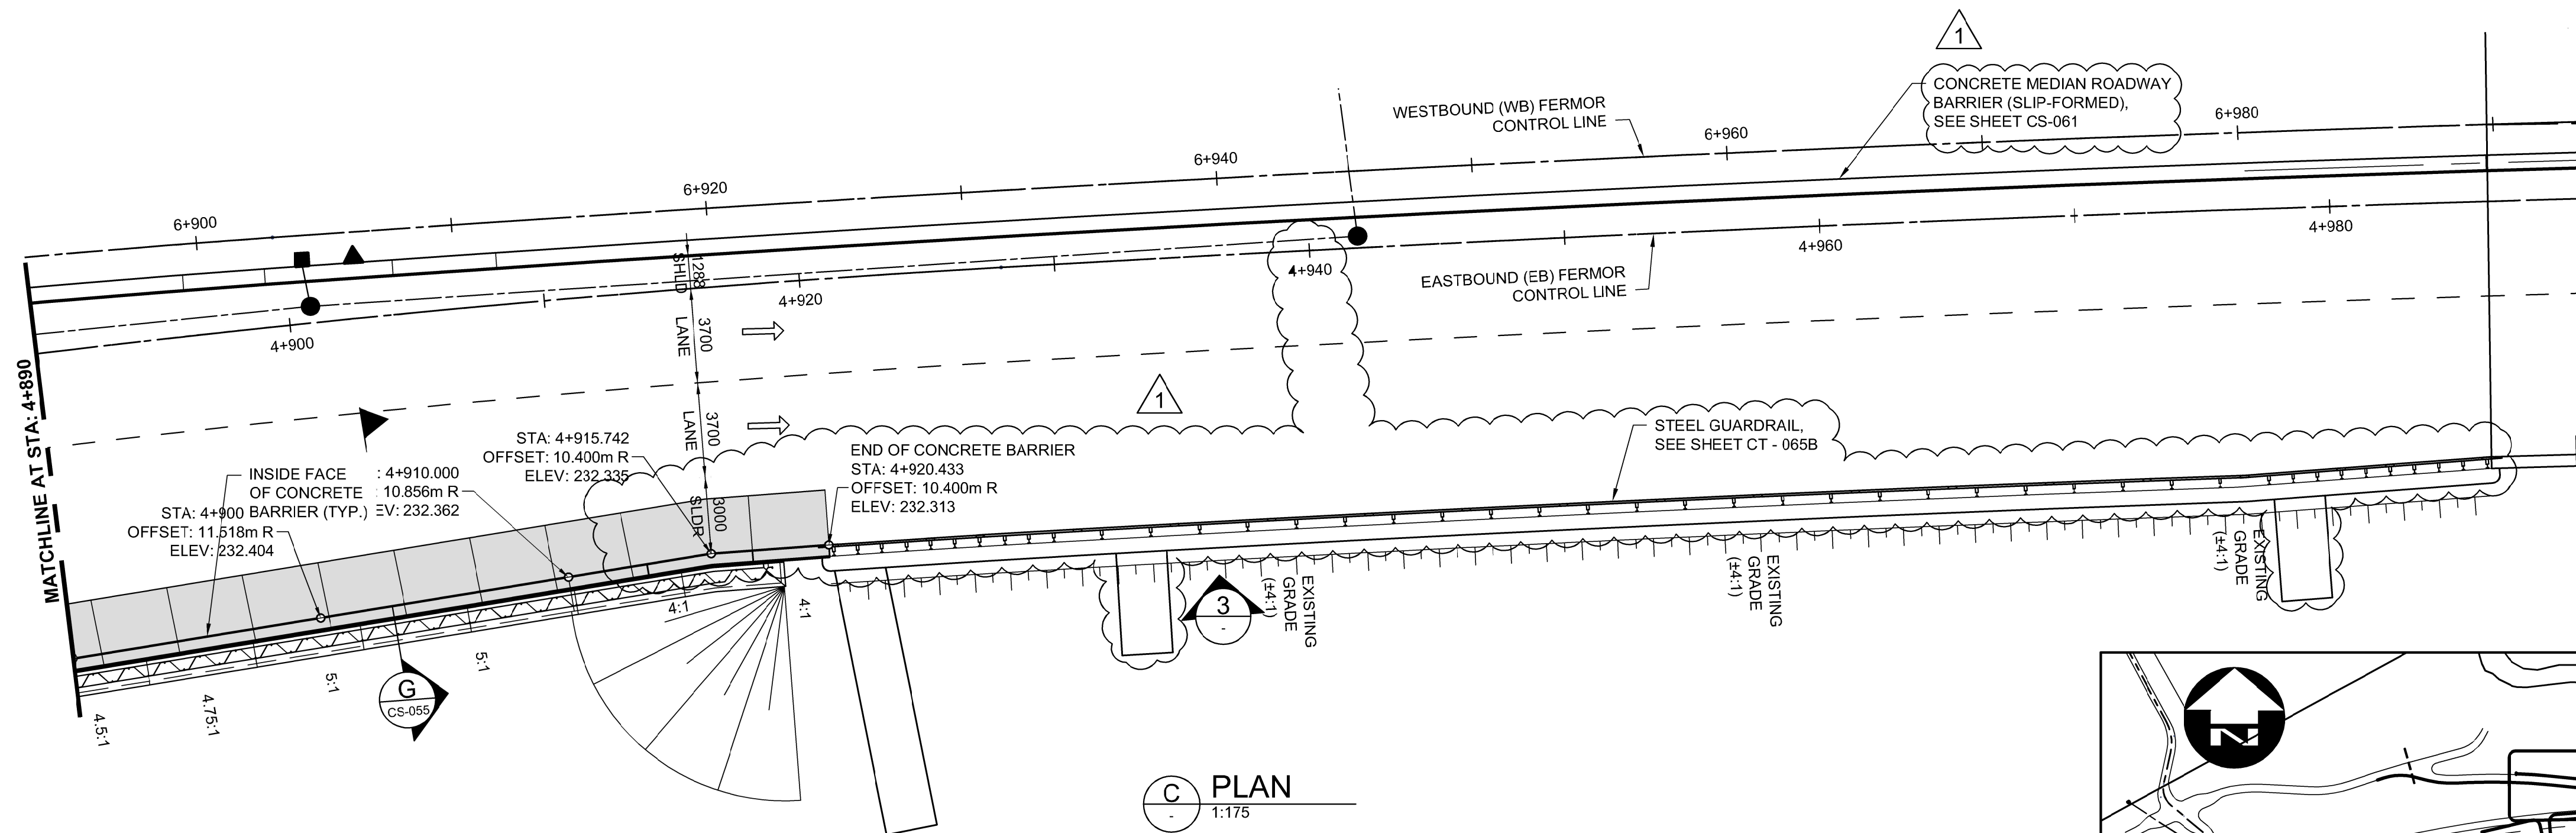 1
CONCRETE MEDIAN ROADWAY
BARRIER (SLIP-FORMED),
SEE SHEET CS-061
WESTBOUND (WB) FERMOR
CONTROL LINE
6+900
6+920
6+940
6+960
6+980
4+900
4+920
4+940
4+960
4+980
EASTBOUND (EB) FERMOR
CONTROL LINE
1288
SHLD
3700
LANE
3700
LANE
3000
SLDR
MATCHLINE AT STA: 4+890
1
STA: 4+915.742
OFFSET: 10.400m R
ELEV: 232.335
END OF CONCRETE BARRIER
STA: 4+920.433
OFFSET: 10.400m R
ELEV: 232.313
STEEL GUARDRAIL,
SEE SHEET CT - 065B
INSIDE FACE
OF CONCRETE
BARRIER (TYP.)
: 4+910.000
: 10.856m R
EV: 232.362
STA: 4+900
OFFSET: 11.518m R
ELEV: 232.404
4.5:1
4.75:1
5:1
5:1
4:1
4:1
G
CS-055
3
-
EXISTING
GRADE
(±4:1)
EXISTING
GRADE
(±4:1)
EXISTING
GRADE
(±4:1)
C
-
PLAN
1:175
N